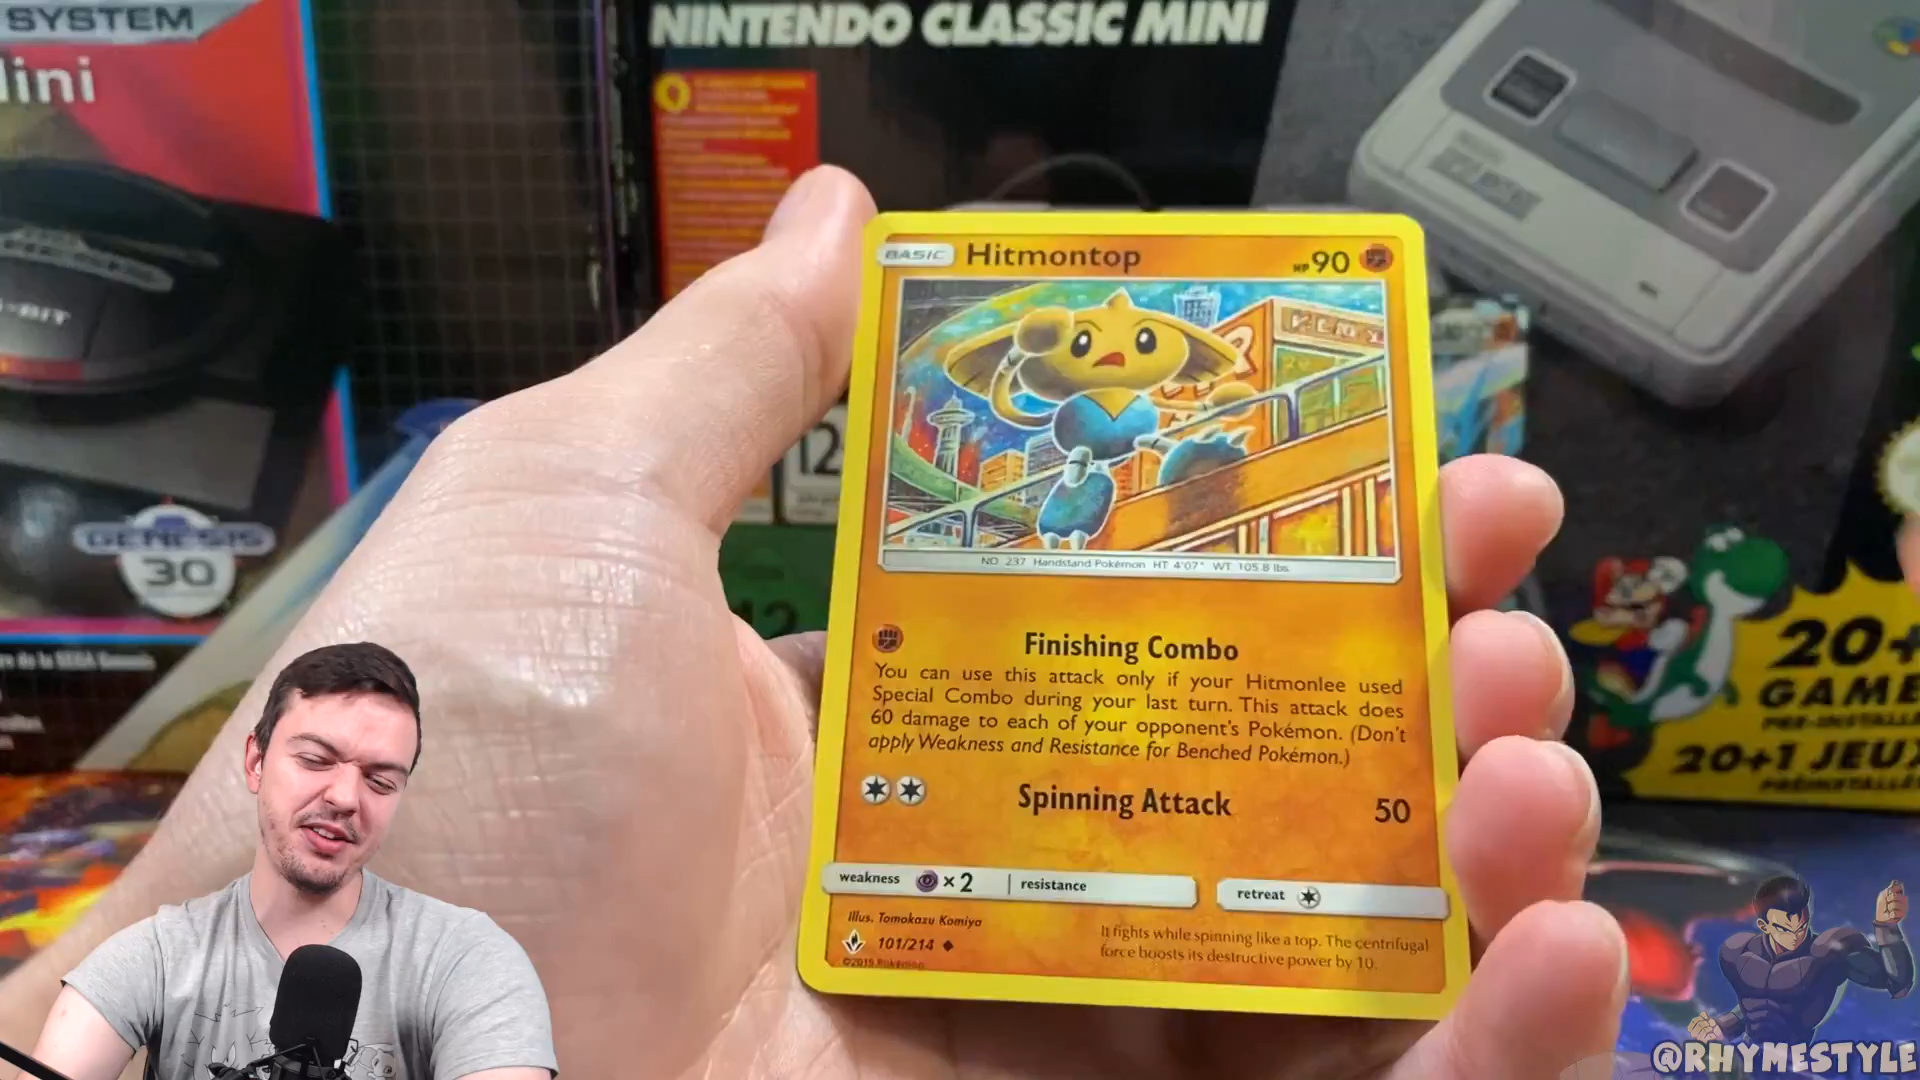 SYSTEM
NINTENDO CLASSIC MINI
GENESIS
30
BASIC Hitmontop HP 90
NO. 237 Handstand Pokémon HT 4'07" WT 105.8 lbs.
Finishing Combo
You can use this attack only if your Hitmonlee used
Special Combo during your last turn. This attack does
60 damage to each of your opponent's Pokémon. (Don't
apply Weakness and Resistance for Benched Pokémon.)
Spinning Attack 50
weakness ×2 resistance retreat
Illus. Tomokazu Komiya
101/214
©2019 Pokémon
It fights while spinning like a top. The centrifugal
force boosts its destructive power by 10.
12
20+
GAME
20+1 JEUX
@RHYMESTYLE